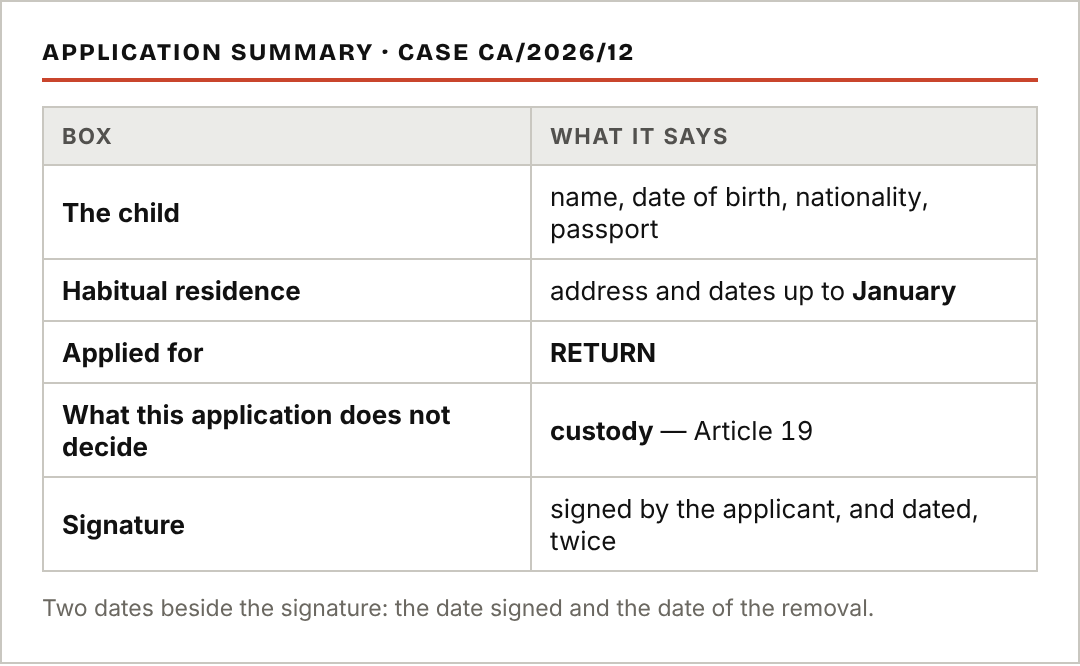 APPLICATION SUMMARY · CASE CA/2026/12
BOX
WHAT IT SAYS
The child
name, date of birth, nationality,
passport
Habitual residence
address and dates up to January
Applied for
RETURN
What this application does not
decide
custody — Article 19
Signature
signed by the applicant, and dated,
twice
Two dates beside the signature: the date signed and the date of the removal.